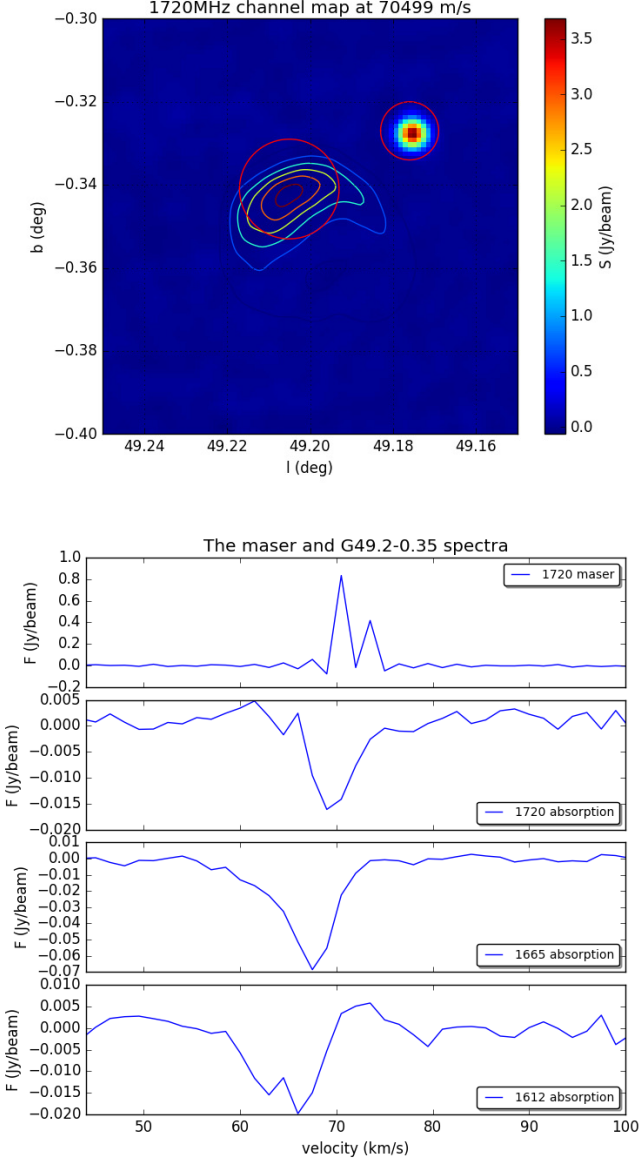 1720MHz channel map at 70499 m/s
−0.30
−0.32
−0.34
−0.36
−0.38
−0.40
b (deg)
49.24 49.22 49.20 49.18 49.16
l (deg)
3.5
3.0
2.5
2.0
1.5
1.0
0.5
0.0
S (Jy/beam)
The maser and G49.2-0.35 spectra
1.0
0.8
0.6
0.4
0.2
0.0
−0.2
F (Jy/beam)
1720 maser
0.005
0.000
−0.005
−0.010
−0.015
−0.020
F (Jy/beam)
1720 absorption
0.01
0.00
−0.01
−0.02
−0.03
−0.04
−0.05
−0.06
−0.07
F (Jy/beam)
1665 absorption
0.010
0.005
0.000
−0.005
−0.010
−0.015
−0.020
F (Jy/beam)
1612 absorption
50 60 70 80 90 100
velocity (km/s)